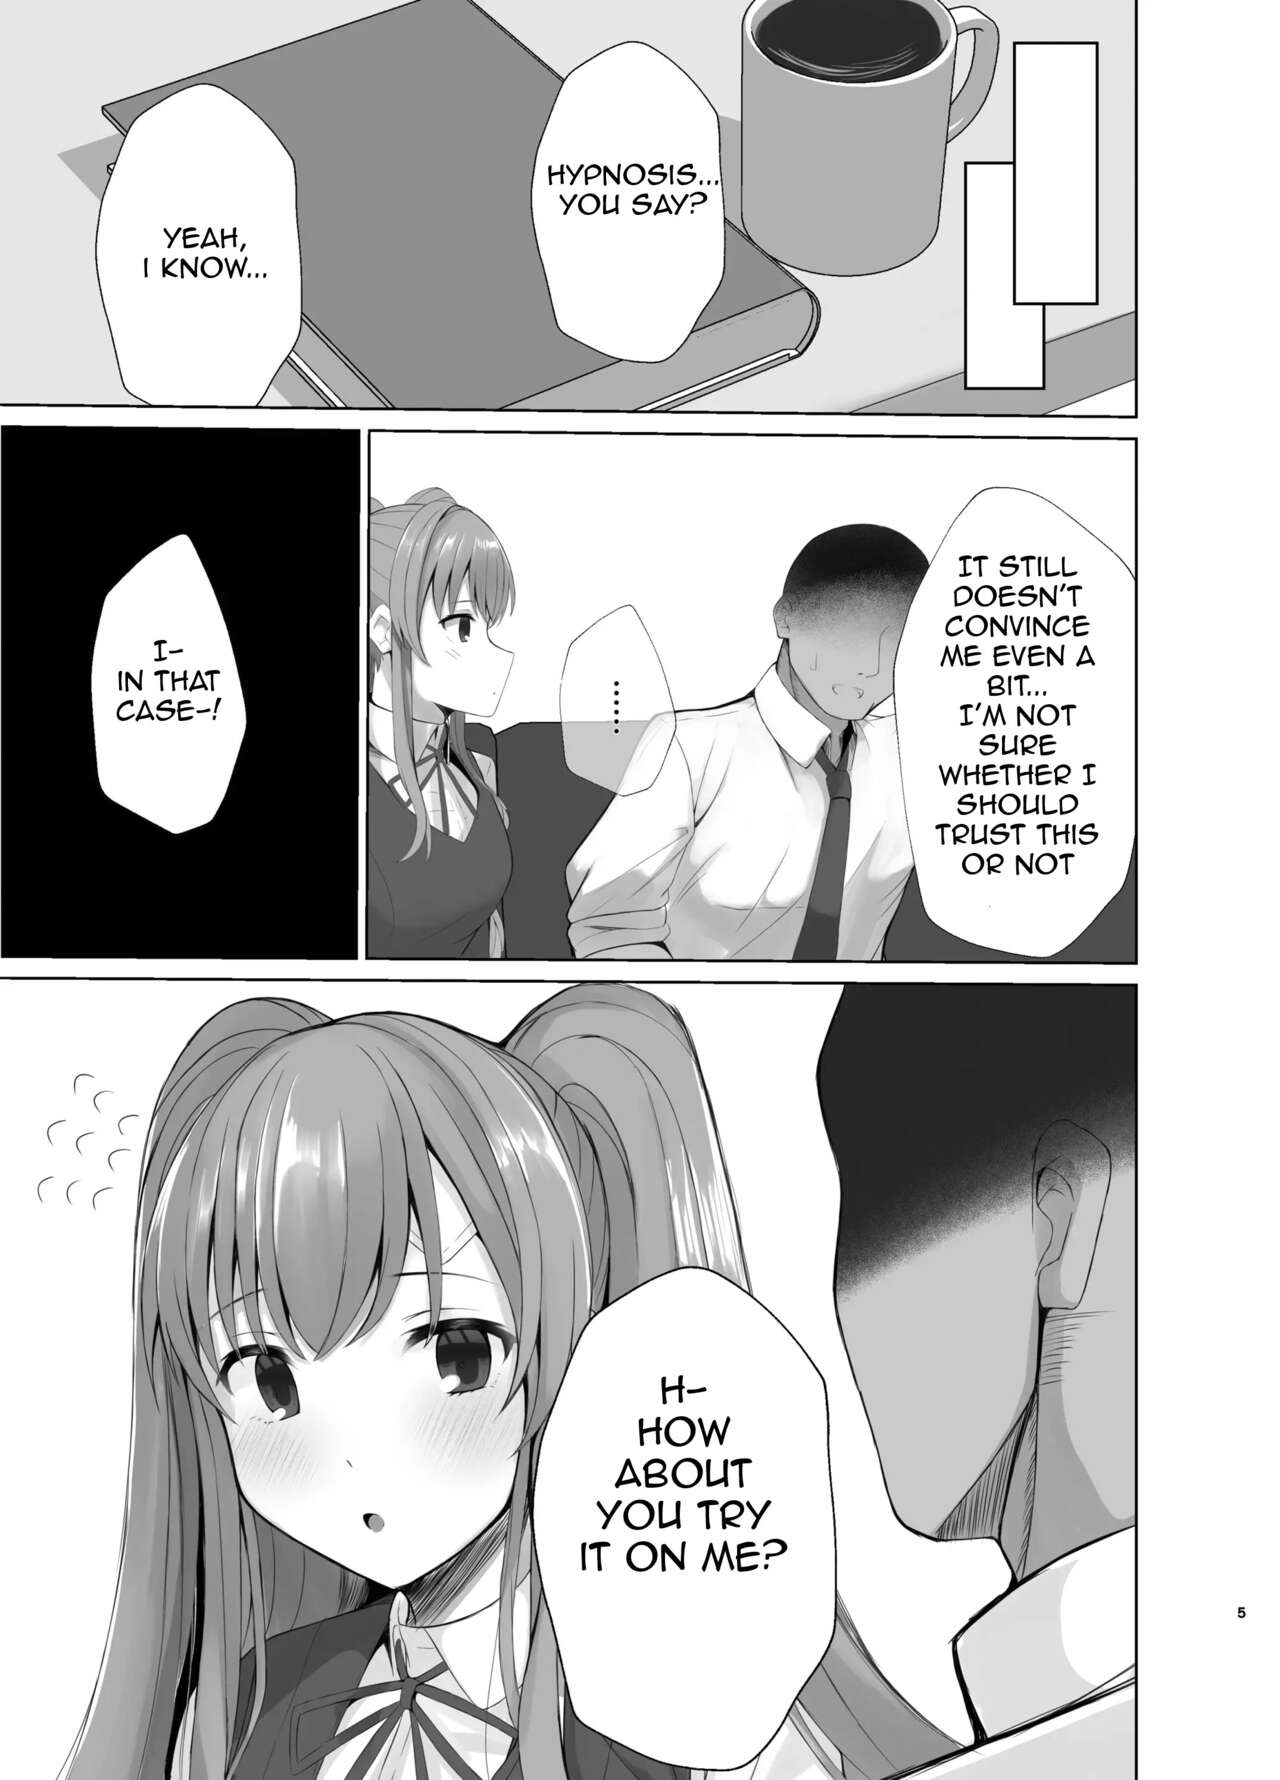 HYPNOSIS...
YOU SAY?
YEAH,
I KNOW...
IT STILL
DOESN'T
CONVINCE
ME EVEN A
BIT...
I'M NOT
SURE
WHETHER I
SHOULD
TRUST THIS
OR NOT
......
I-
IN THAT
CASE-!
H-
HOW
ABOUT
YOU TRY
IT ON ME?
5